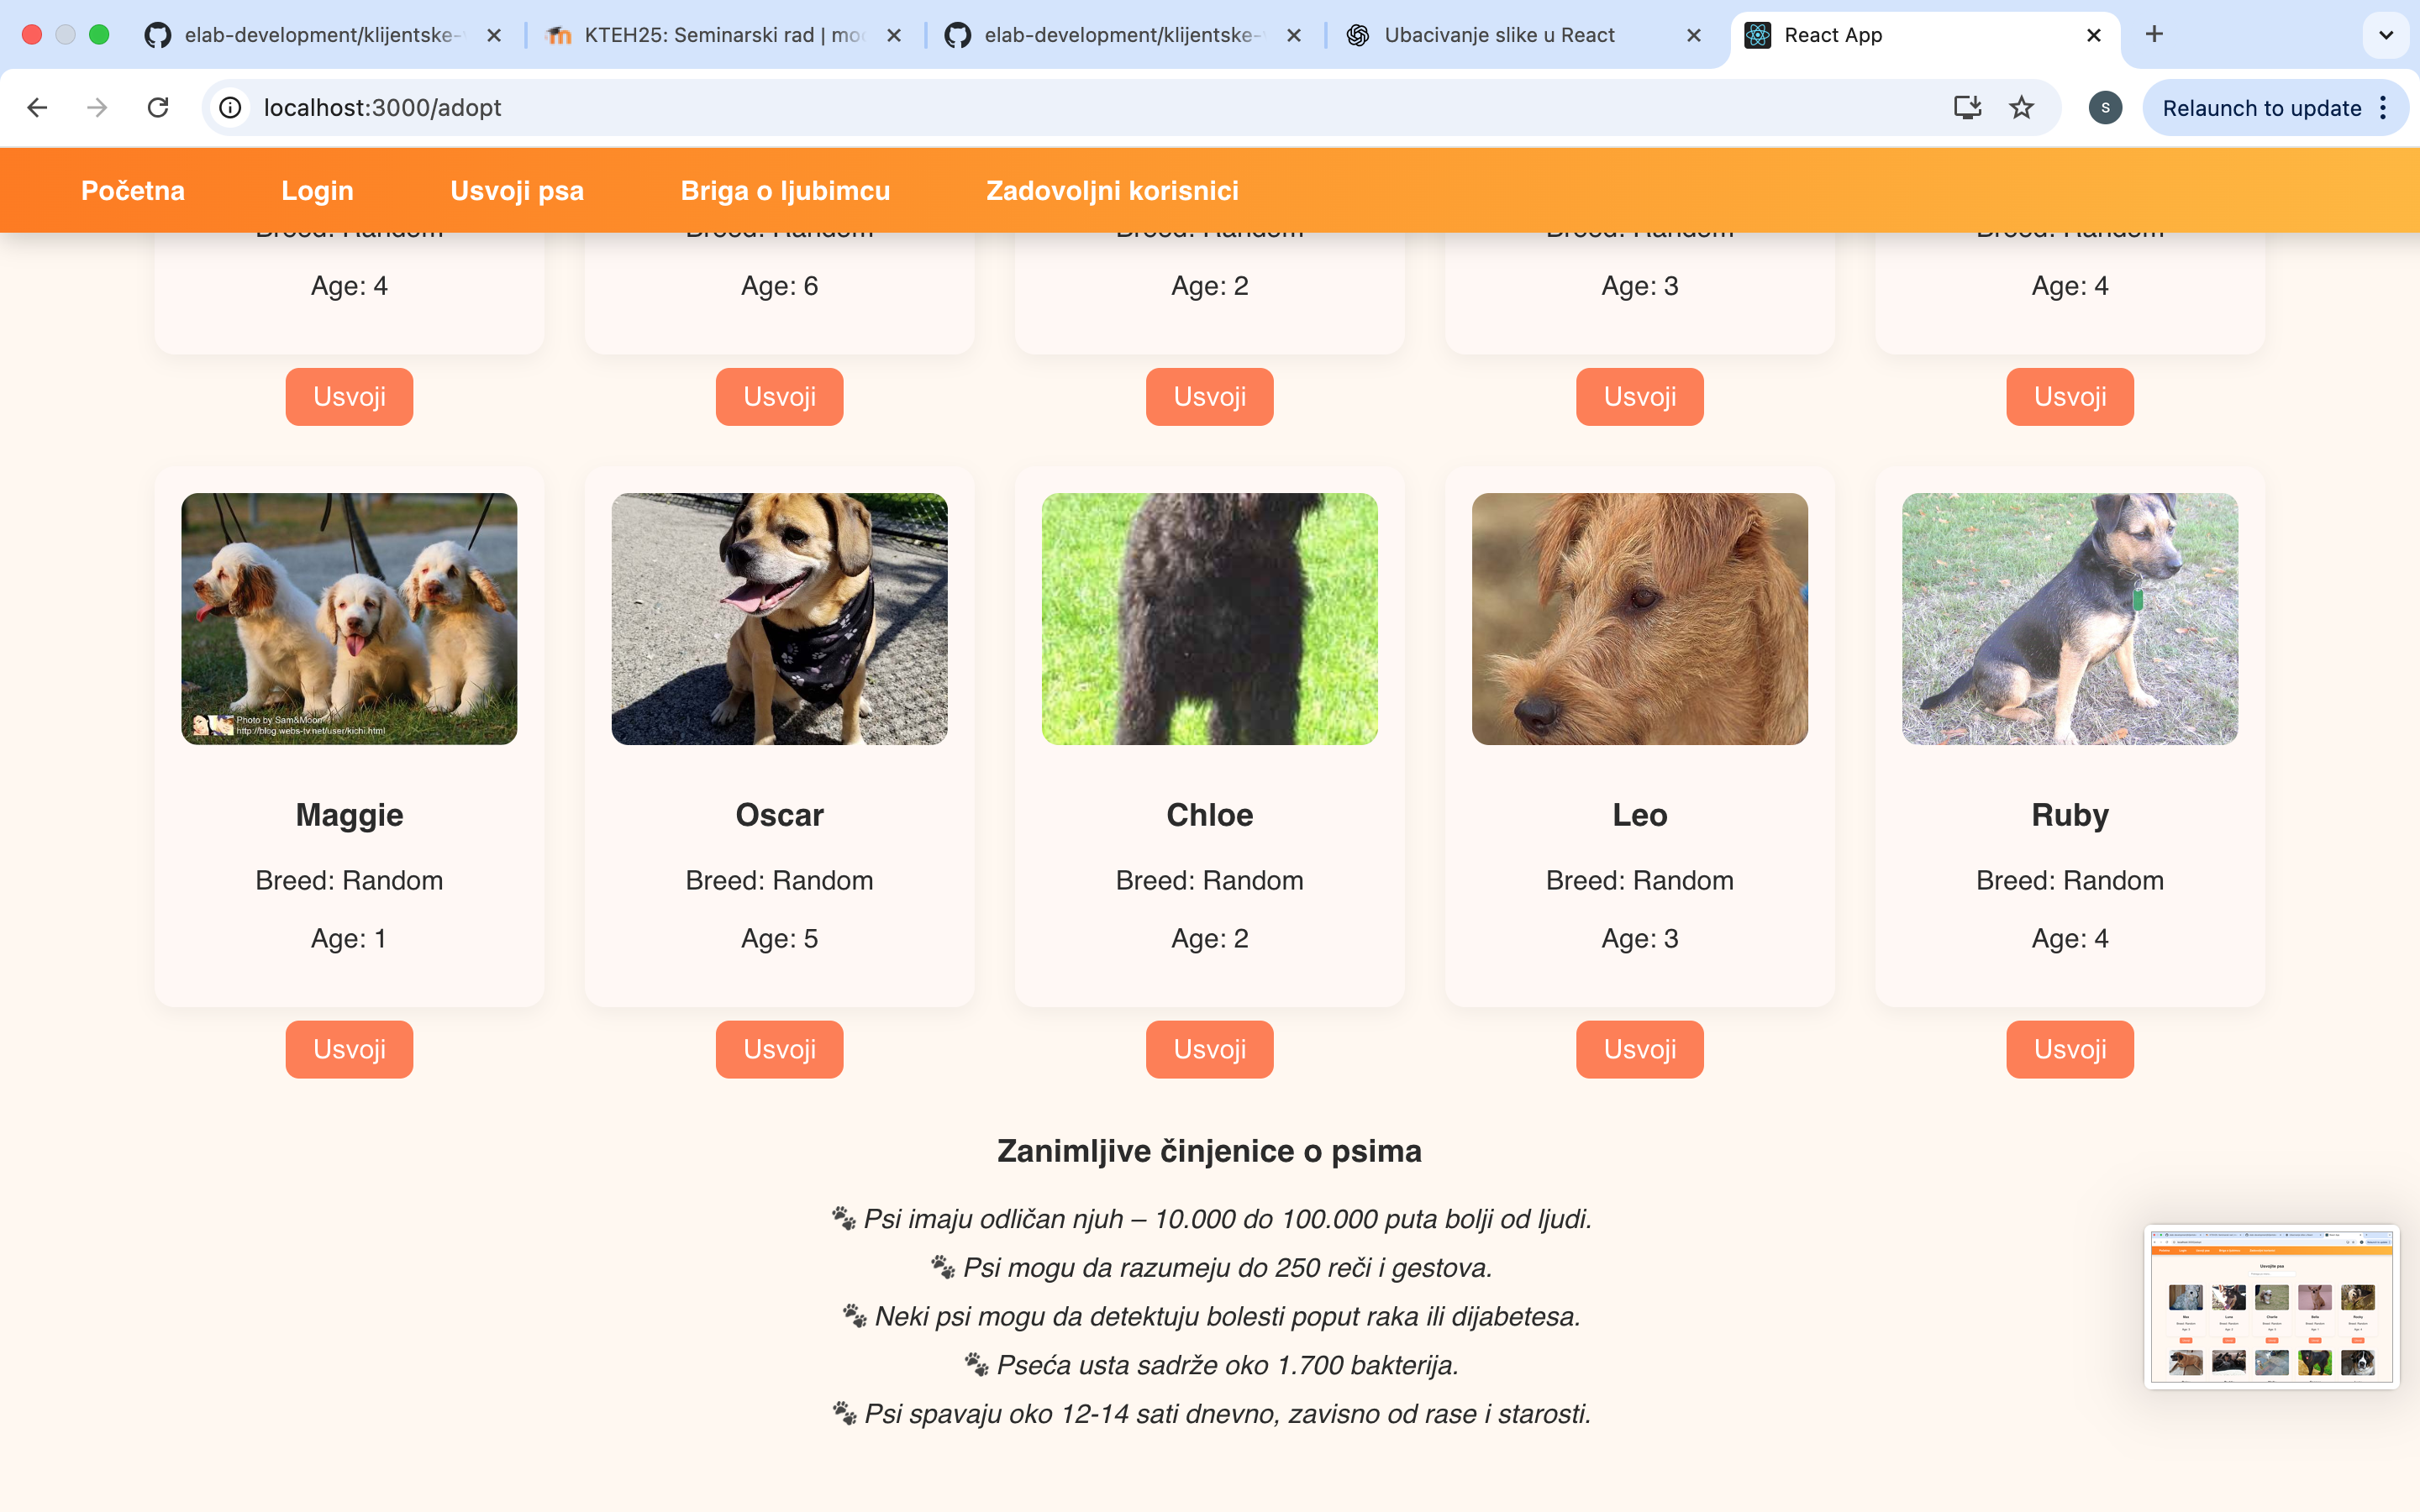 elab-development/klijentske-
KTEH25: Seminarski rad | mo
elab-development/klijentske-
Ubacivanje slike u React
React App
localhost:3000/adopt
S
Relaunch to update
Početna Login Usvoji psa Briga o ljubimcu Zadovoljni korisnici
Breed: Random Breed: Random Breed: Random Breed: Random Breed: Random
Age: 4 Age: 6 Age: 2 Age: 3 Age: 4
Usvoji Usvoji Usvoji Usvoji Usvoji
Photo by Sam&Moon
http://blog.webs-tv.net/user/kichi.html
Maggie Oscar Chloe Leo Ruby
Breed: Random Breed: Random Breed: Random Breed: Random Breed: Random
Age: 1 Age: 5 Age: 2 Age: 3 Age: 4
Usvoji Usvoji Usvoji Usvoji Usvoji
Zanimljive činjenice o psima
🐾 Psi imaju odličan njuh – 10.000 do 100.000 puta bolji od ljudi.
🐾 Psi mogu da razumeju do 250 reči i gestova.
🐾 Neki psi mogu da detektuju bolesti poput raka ili dijabetesa.
🐾 Pseća usta sadrže oko 1.700 bakterija.
🐾 Psi spavaju oko 12-14 sati dnevno, zavisno od rase i starosti.
Usvojite psa